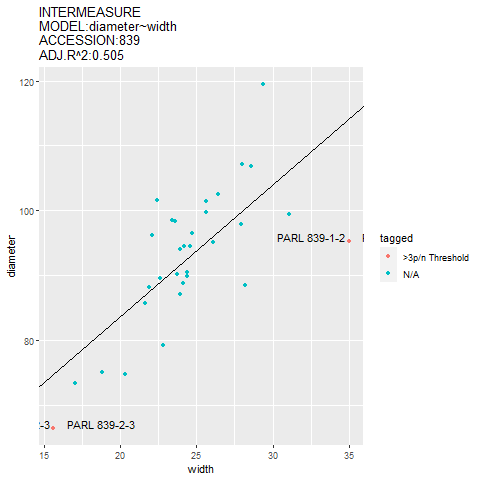 INTERMEASURE
MODEL:diameter~width
ACCESSION:839
ADJ.R^2:0.505
120
100
80
diameter
PARL 839-1-2
-3
PARL 839-2-3
15
20
25
30
35
width
tagged
>3p/n Threshold
N/A